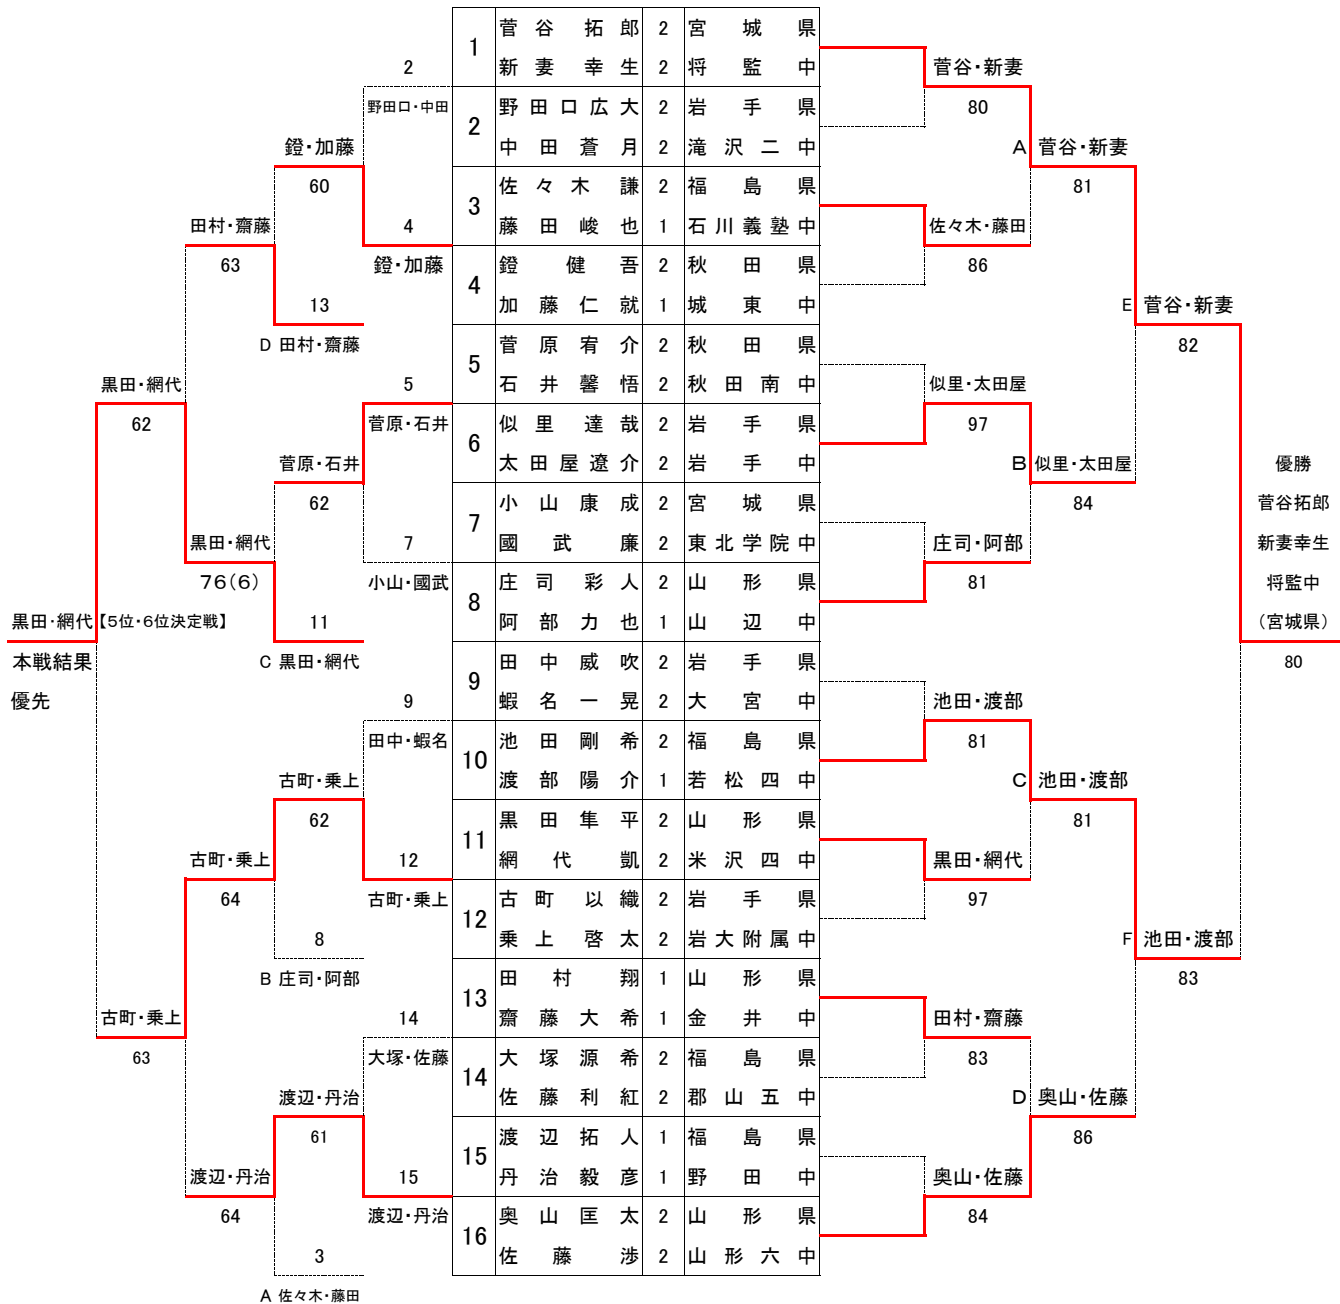 1 菅谷拓郎 2 宮城県
新妻幸生 2 将監中
2 野田口広大 2 岩手県
中田蒼月 2 滝沢二中
3 佐々木謙 2 福島県
藤田峻也 1 石川義塾中
4 鐙健吾 2 秋田県
加藤仁就 1 城東中
5 菅原宥介 2 秋田県
石井馨悟 2 秋田南中
6 似里達哉 2 岩手県
太田屋遼介 2 岩手中
7 小山康成 2 宮城県
國武廉 2 東北学院中
8 庄司彩人 2 山形県
阿部力也 1 山辺中
9 田中威吹 2 岩手県
蝦名一晃 2 大宮中
10 池田剛希 2 福島県
渡部陽介 1 若松四中
11 黒田隼平 2 山形県
網代凱 2 米沢四中
12 古町以織 2 岩手県
乗上啓太 2 岩大附属中
13 田村翔 1 山形県
齋藤大希 1 金井中
14 大塚源希 2 福島県
佐藤利紅 2 郡山五中
15 渡辺拓人 1 福島県
丹治毅彦 1 野田中
16 奥山匡太 2 山形県
佐藤渉 2 山形六中
菅谷・新妻
80
佐々木・藤田
86
似里・太田屋
97
庄司・阿部
81
池田・渡部
81
黒田・網代
97
田村・齋藤
83
奥山・佐藤
84
A 菅谷・新妻
81
B 似里・太田屋
84
C 池田・渡部
81
D 奥山・佐藤
86
E 菅谷・新妻
82
F 池田・渡部
83
優勝
菅谷拓郎
新妻幸生
将監中
(宮城県)
80
2
野田口・中田
4
鐙・加藤
5
菅原・石井
7
小山・國武
9
田中・蝦名
12
古町・乗上
14
大塚・佐藤
15
渡辺・丹治
鐙・加藤
60
13
D 田村・齋藤
菅原・石井
62
11
C 黒田・網代
古町・乗上
62
8
B 庄司・阿部
渡辺・丹治
61
3
A 佐々木・藤田
田村・齋藤
63
黒田・網代
76(6)
古町・乗上
64
渡辺・丹治
64
黒田・網代
62
古町・乗上
63
黒田・網代【5位・6位決定戦】
本戦結果
優先